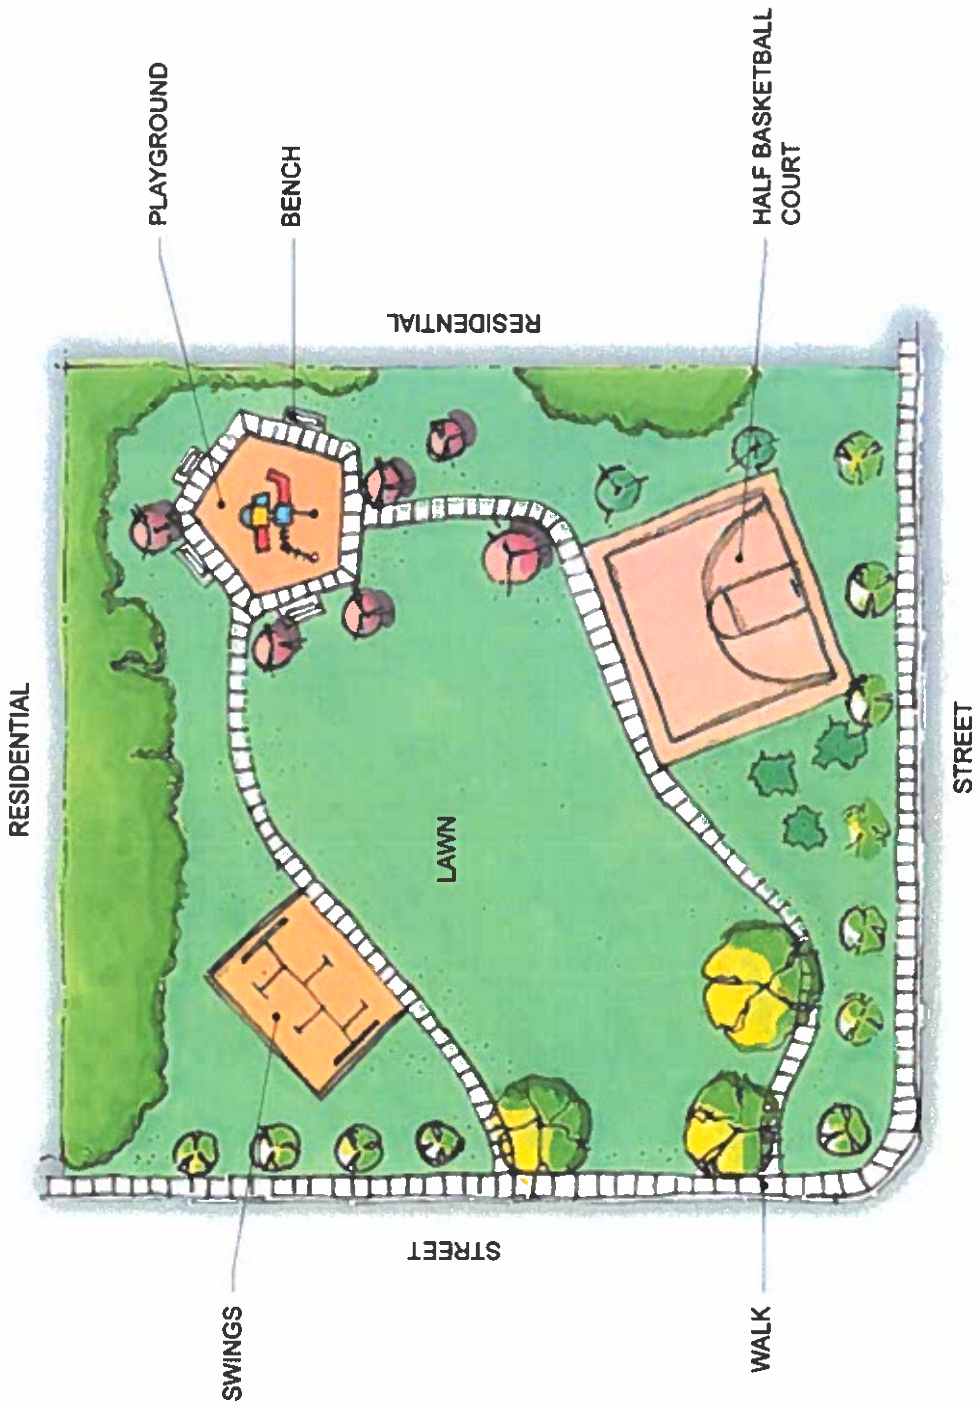 RESIDENTIAL
PLAYGROUND
BENCH
RESIDENTIAL
SWINGS
STREET
LAWN
HALF BASKETBALL
COURT
WALK
STREET